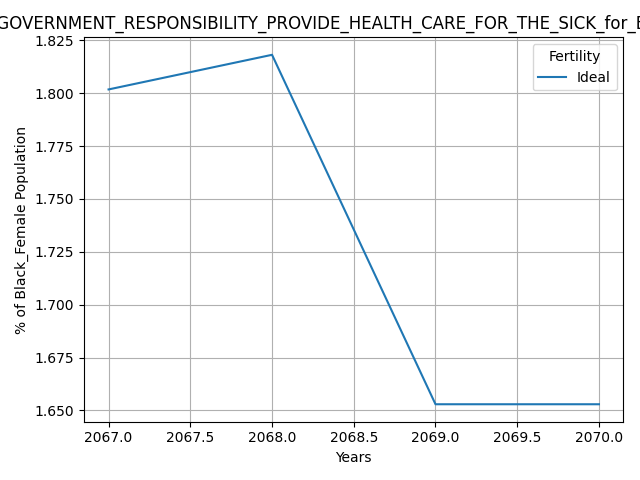 GOVERNMENT_RESPONSIBILITY_PROVIDE_HEALTH_CARE_FOR_THE_SICK_for_
Fertility
Ideal
% of Black_Female Population
1.825
1.800
1.775
1.750
1.725
1.700
1.675
1.650
2067.0 2067.5 2068.0 2068.5 2069.0 2069.5 2070.0
Years